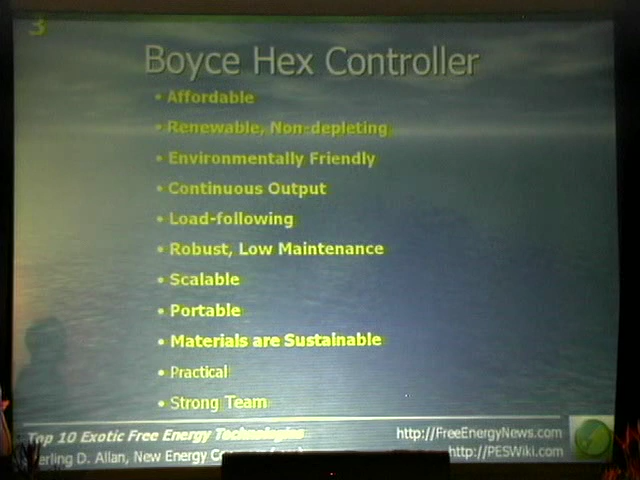 3
Boyce Hex Controller
• Affordable
• Renewable, Non-depleting
• Environmentally Friendly
• Continuous Output
• Load-following
• Robust, Low Maintenance
• Scalable
• Portable
• Materials are Sustainable
• Practical
• Strong Team
Top 10 Exotic Free Energy Technologies
http://FreeEnergyNews.com
erling D. Allan, New Energy
http://PESWiki.com